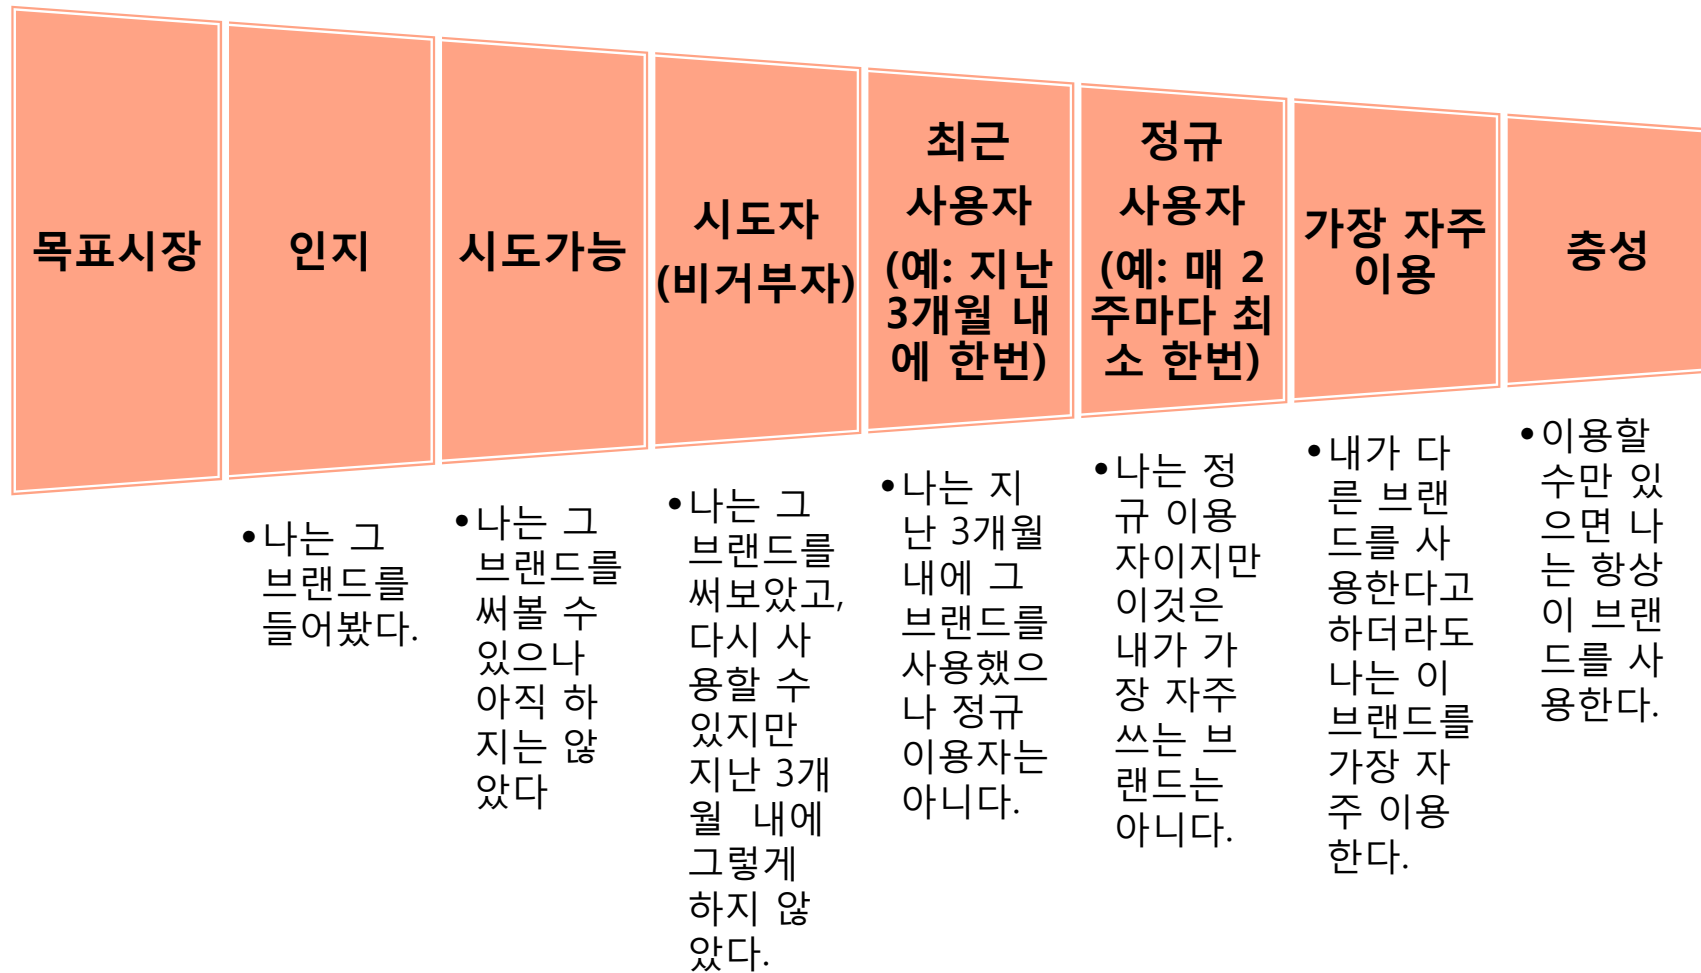 목표시장
인지
시도가능
시도자
(비거부자)
최근
사용자
(예: 지난
3개월 내
에 한번)
정규
사용자
(예: 매 2
주마다 최
소 한번)
가장 자주
이용
충성
•나는 그
브랜드를
들어봤다.
•나는 그
브랜드를
써볼 수
있으나
아직 하
지는 않
았다
•나는 그
브랜드를
써보았고,
다시 사
용할 수
있지만
지난 3개
월 내에
그렇게
하지 않
았다.
•나는 지
난 3개월
내에 그
브랜드를
사용했으
나 정규
이용자는
아니다.
•나는 정
규 이용
자이지만
이것은
내가 가
장 자주
쓰는 브
랜드는
아니다.
•내가 다
른 브랜
드를 사
용한다고
하더라도
나는 이
브랜드를
가장 자
주 이용
한다.
•이용할
수만 있
으면 나
는 항상
이 브랜
드를 사
용한다.